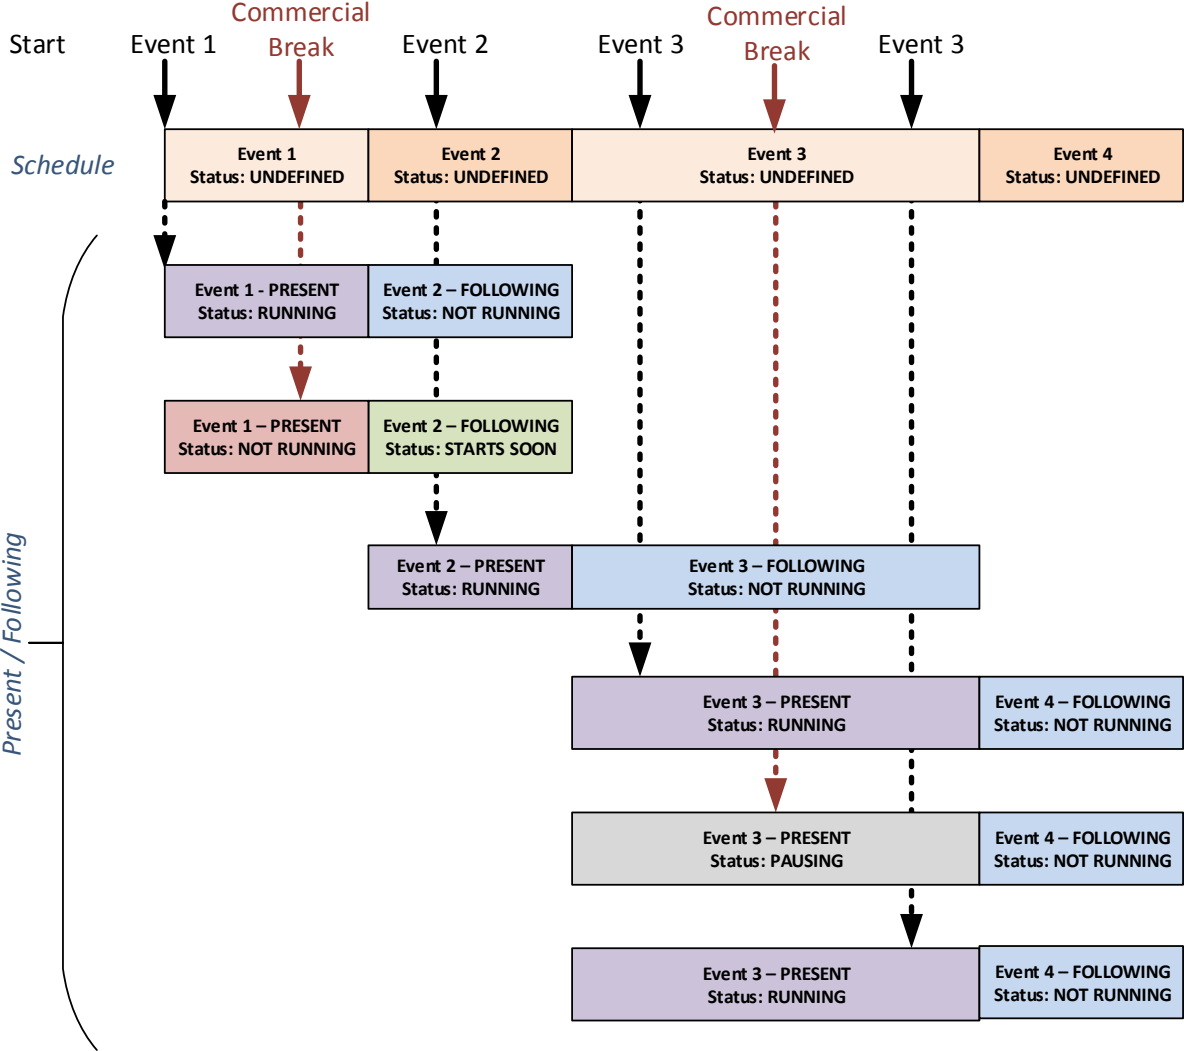 Start
Event 1
Commercial
Break
Event 2
Event 3
Commercial
Break
Event 3
Schedule
Event 1
Status: UNDEFINED
Event 2
Status: UNDEFINED
Event 3
Status: UNDEFINED
Event 4
Status: UNDEFINED
Present / Following
Event 1 - PRESENT
Status: RUNNING
Event 2 – FOLLOWING
Status: NOT RUNNING
Event 1 – PRESENT
Status: NOT RUNNING
Event 2 – FOLLOWING
Status: STARTS SOON
Event 2 – PRESENT
Status: RUNNING
Event 3 – FOLLOWING
Status: NOT RUNNING
Event 3 – PRESENT
Status: RUNNING
Event 4 – FOLLOWING
Status: NOT RUNNING
Event 3 – PRESENT
Status: PAUSING
Event 4 – FOLLOWING
Status: NOT RUNNING
Event 3 – PRESENT
Status: RUNNING
Event 4 – FOLLOWING
Status: NOT RUNNING